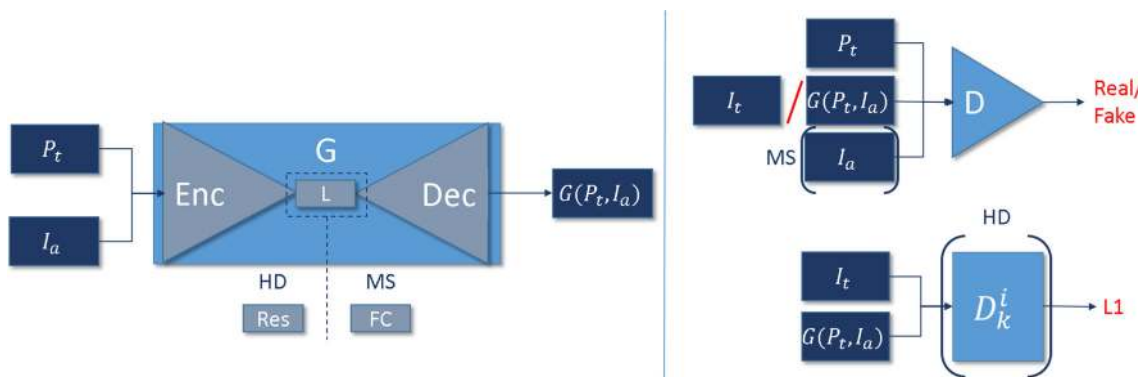 P_t
I_a
Enc
G
L
Dec
G(P_t, I_a)
HD
MS
Res
FC
P_t
I_t
/
G(P_t, I_a)
MS
I_a
D
Real/
Fake
HD
I_t
G(P_t, I_a)
D_k^i
L1